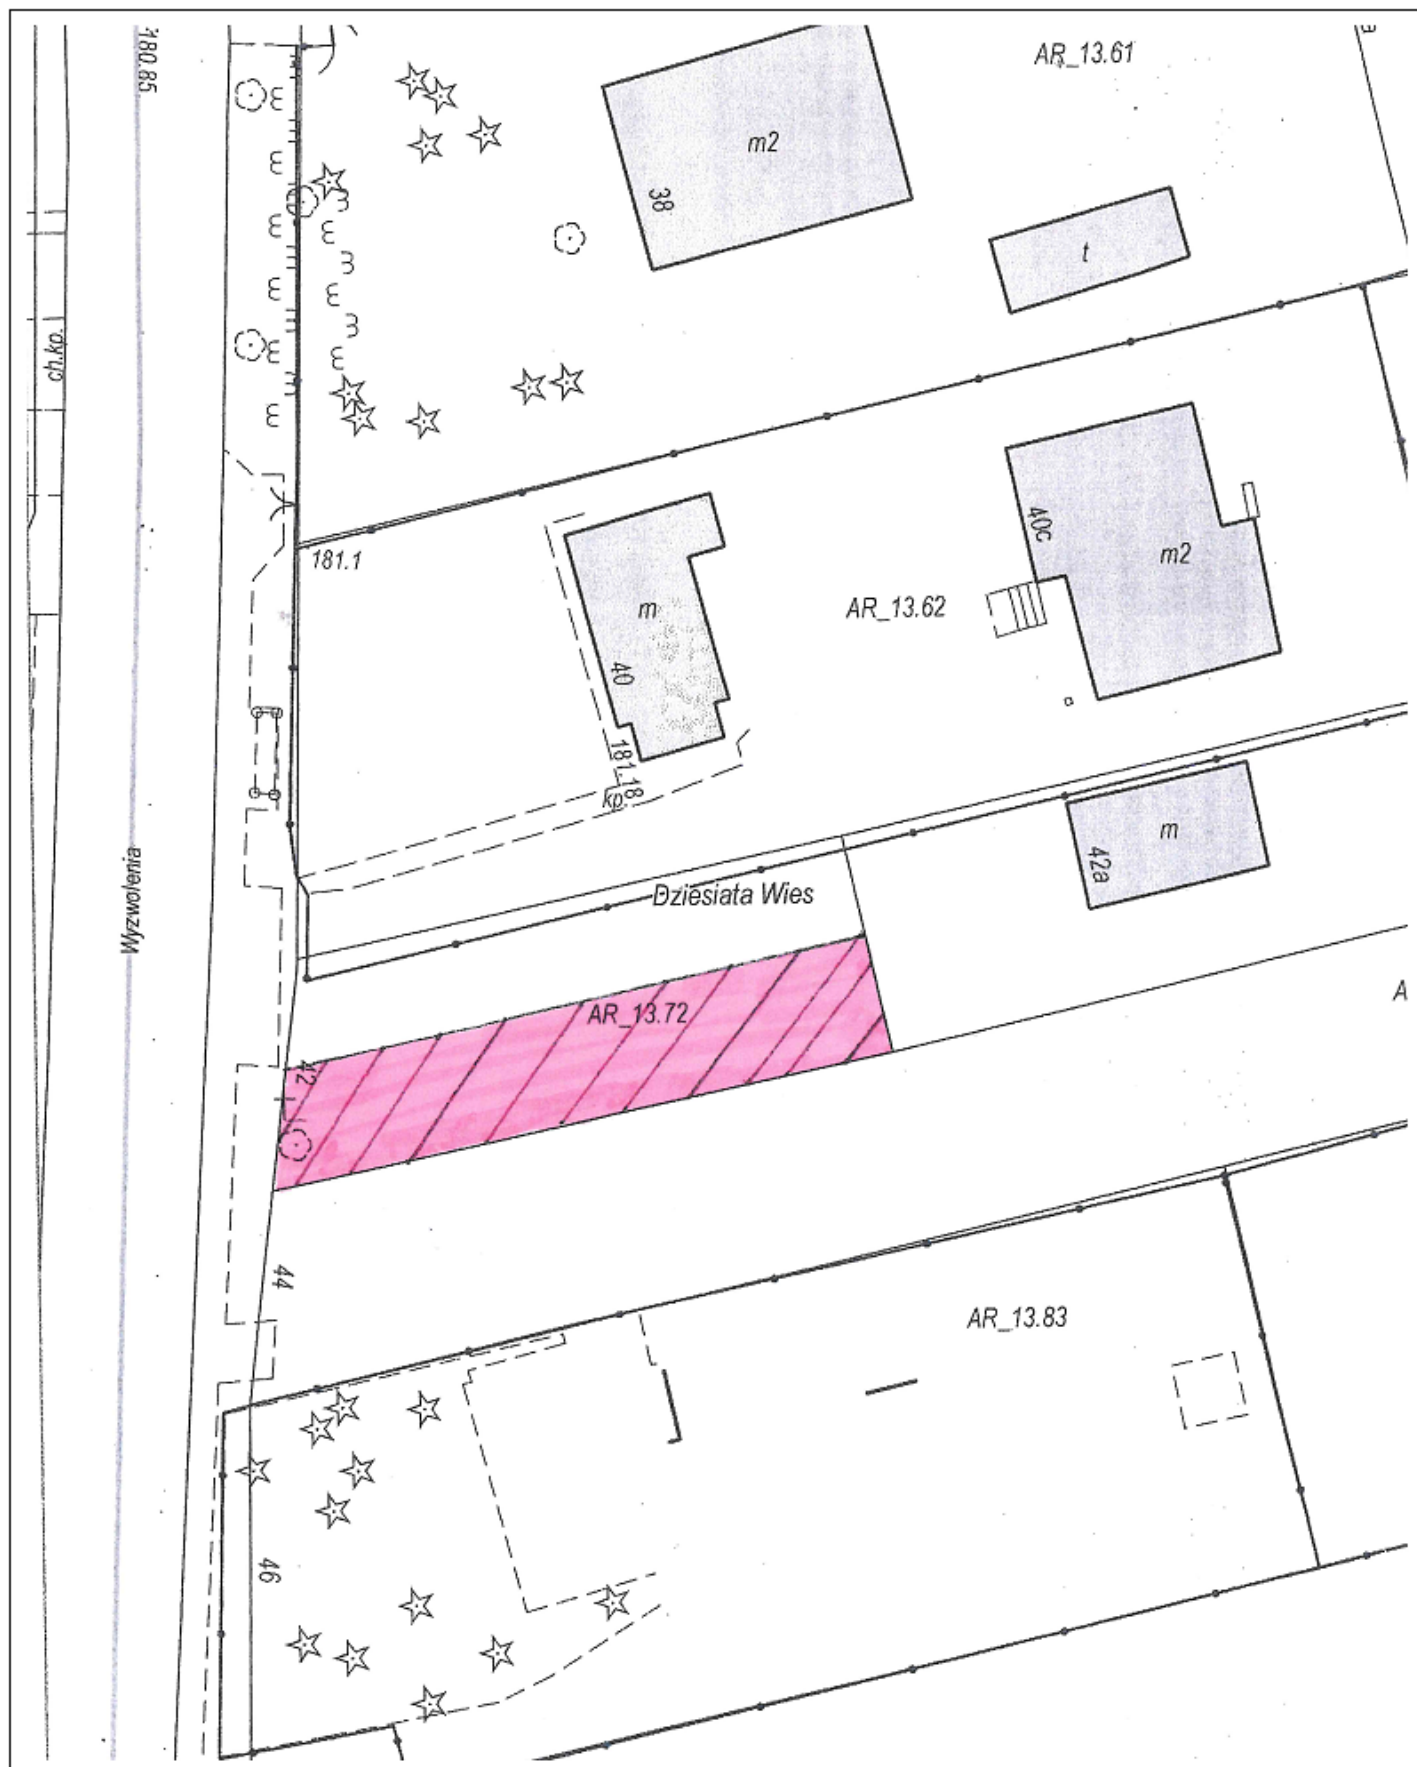 180.85
AR_13.61
m2
38
t
ch.kp.
40c
m2
181.1
m
AR_13.62
40
181.18
kp.
m
42a
Wyzwolenia
Dziesiata Wies
AR_13.72
A
42
44
AR_13.83
46